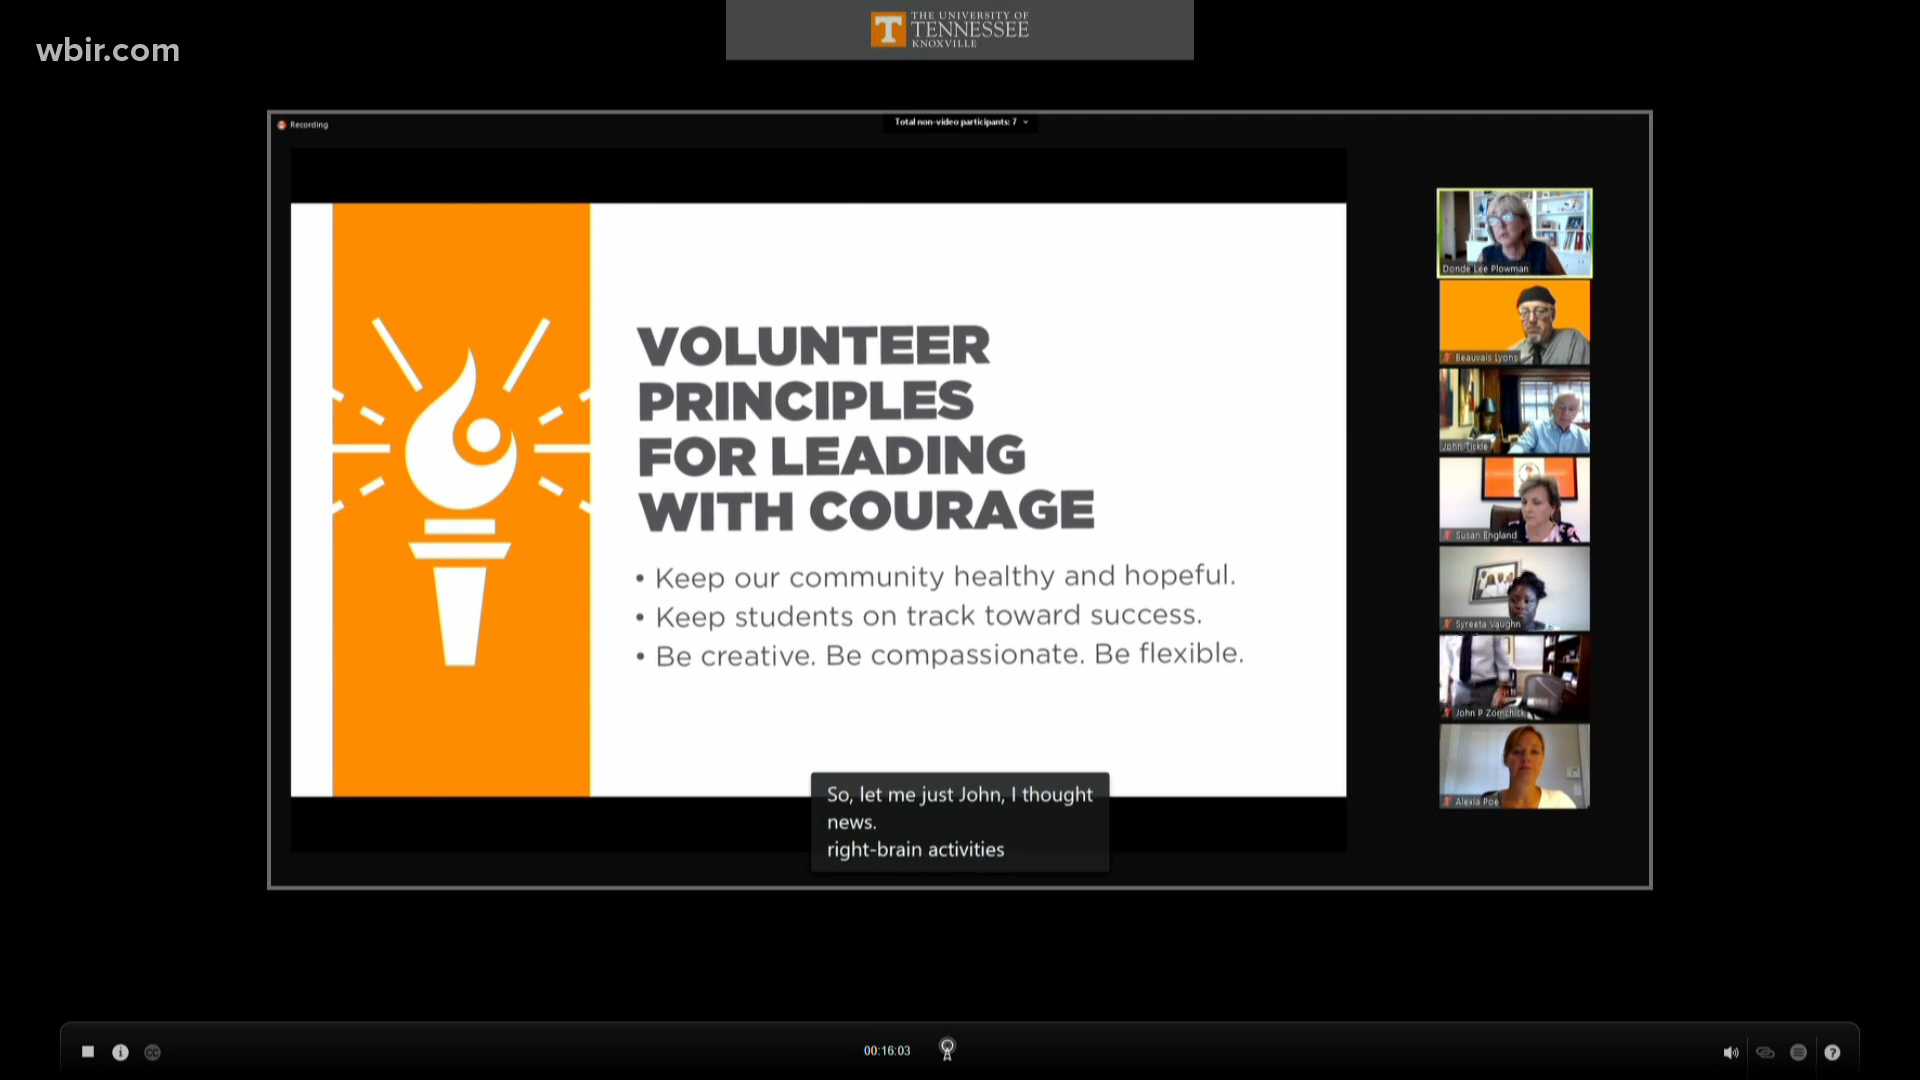 wbir.com
T
THE UNIVERSITY OF
TENNESSEE
KNOXVILLE
Recording
Total non-video participants: 7
VOLUNTEER
PRINCIPLES
FOR LEADING
WITH COURAGE
• Keep our community healthy and hopeful.
• Keep students on track toward success.
• Be creative. Be compassionate. Be flexible.
Donde Lee Plowman
Beauvais Lyons
John Tickle
Susan England
Syreeta Vaughn
John P Zomchick
Alexia Poe
So, let me just John, I thought
news.
right-brain activities
CC
00:16:03